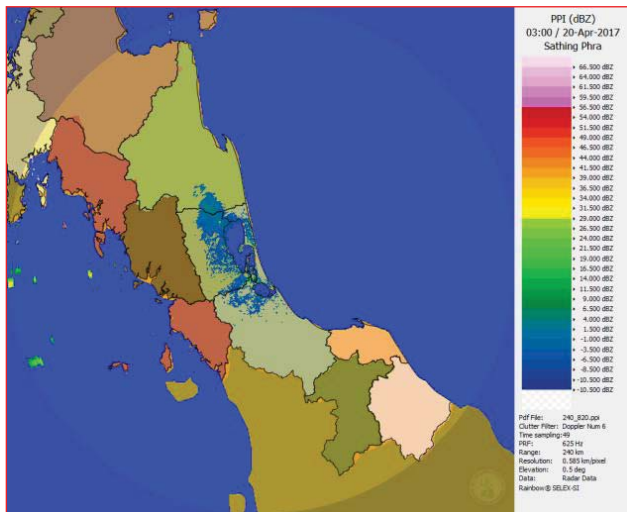 PPI (dBZ)
03:00 / 20-Apr-2017
Sathing Phra
66.500 dBZ
64.000 dBZ
61.500 dBZ
59.500 dBZ
56.500 dBZ
54.000 dBZ
51.500 dBZ
49.000 dBZ
46.500 dBZ
44.000 dBZ
41.500 dBZ
39.000 dBZ
36.500 dBZ
34.000 dBZ
31.500 dBZ
29.000 dBZ
26.500 dBZ
24.000 dBZ
21.500 dBZ
19.000 dBZ
16.500 dBZ
14.000 dBZ
11.500 dBZ
9.000 dBZ
6.500 dBZ
4.000 dBZ
1.500 dBZ
-1.000 dBZ
-3.500 dBZ
-6.000 dBZ
-8.500 dBZ
-10.500 dBZ
-10.500 dBZ
Pdf File: 240_820.ppi
Clutter Filter: Doppler Num 6
Time sampling: 49
PRF: 625 Hz
Range: 240 km
Resolution: 0.585 km/pixel
Elevation: 0.5 deg
Data: Radar Data
Rainbow® SELEX-SI